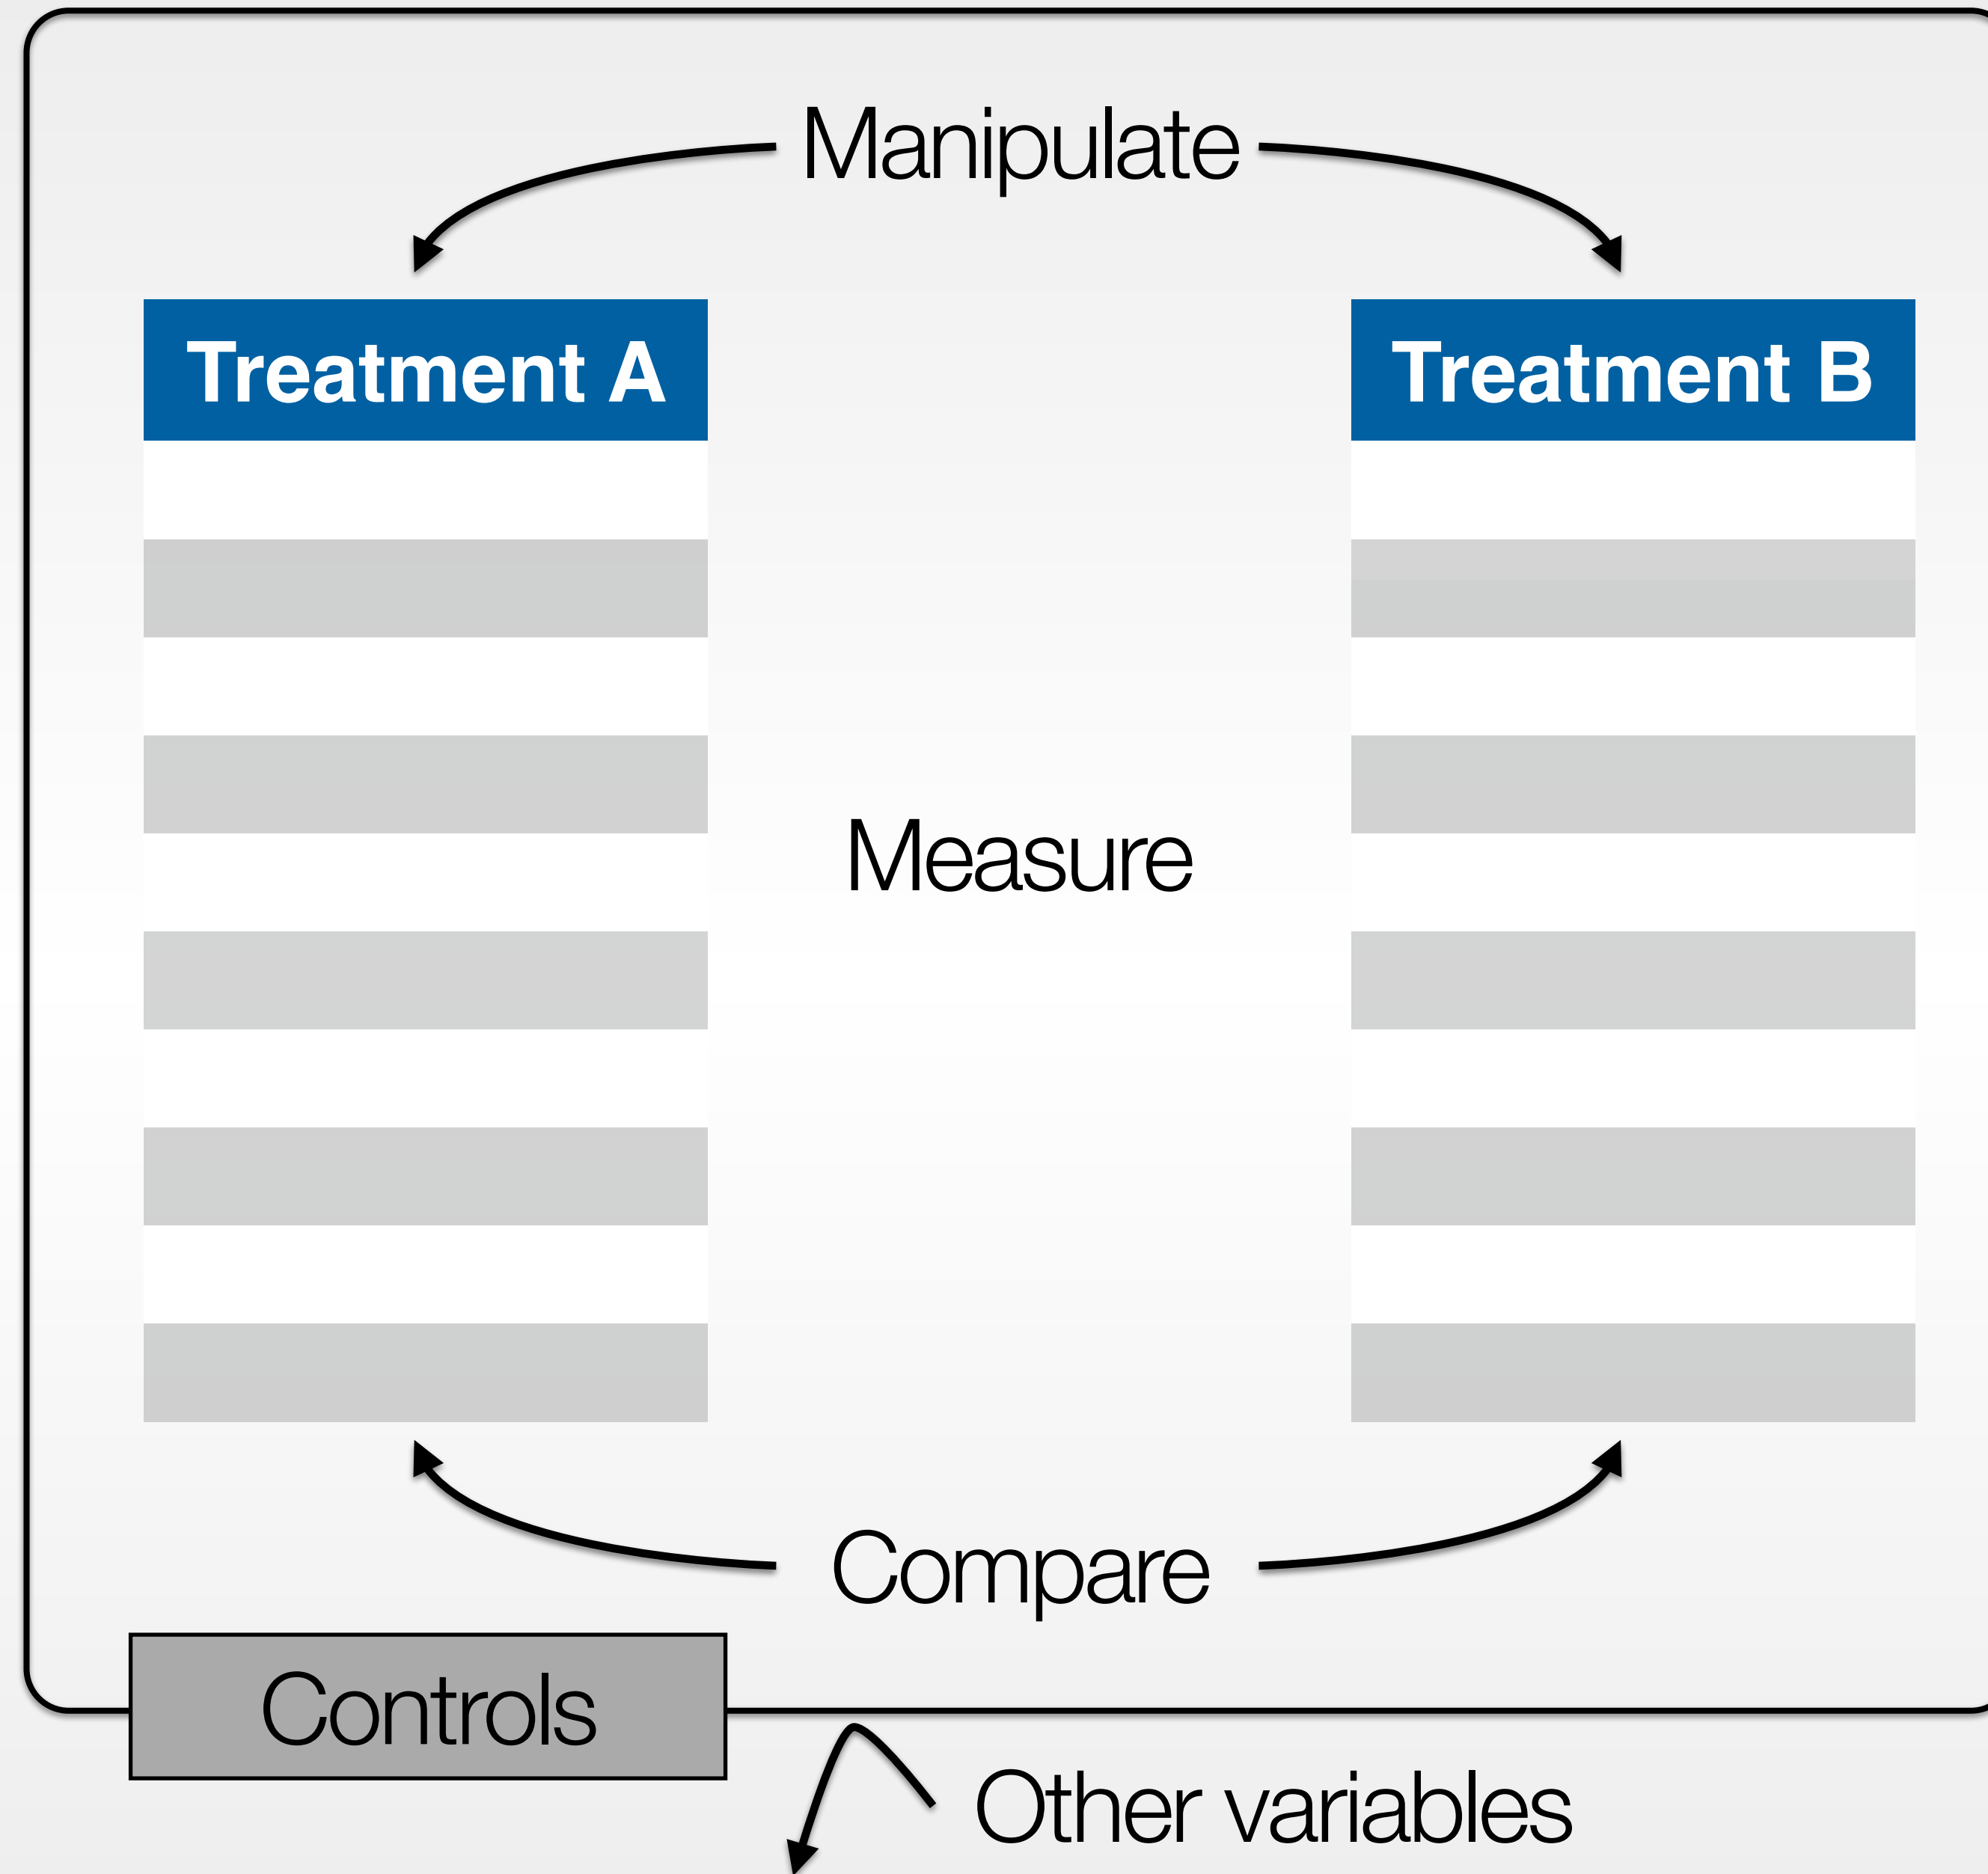 Manipulate
Treatment A
Treatment B
Measure
Compare
Controls
Other variables